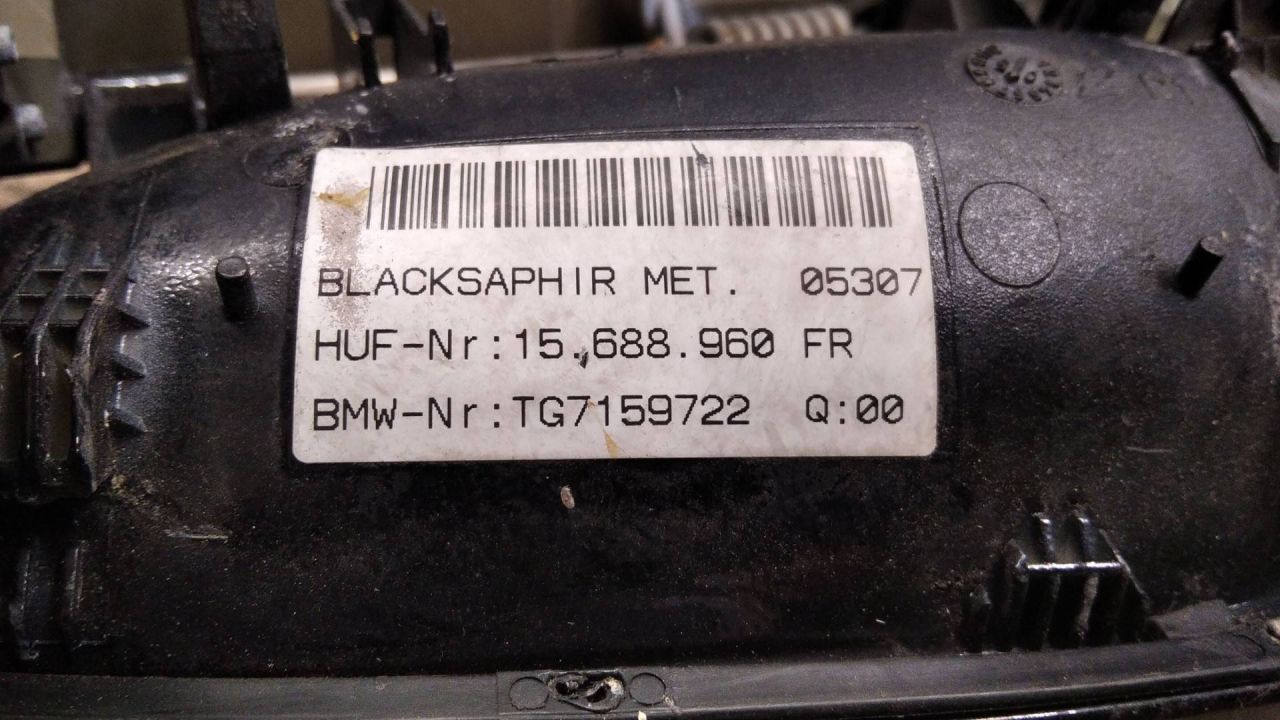 BLACKSAPHIR MET. 05307
HUF-Nr:15.688.960 FR
BMW-Nr:TG7159722 Q:00